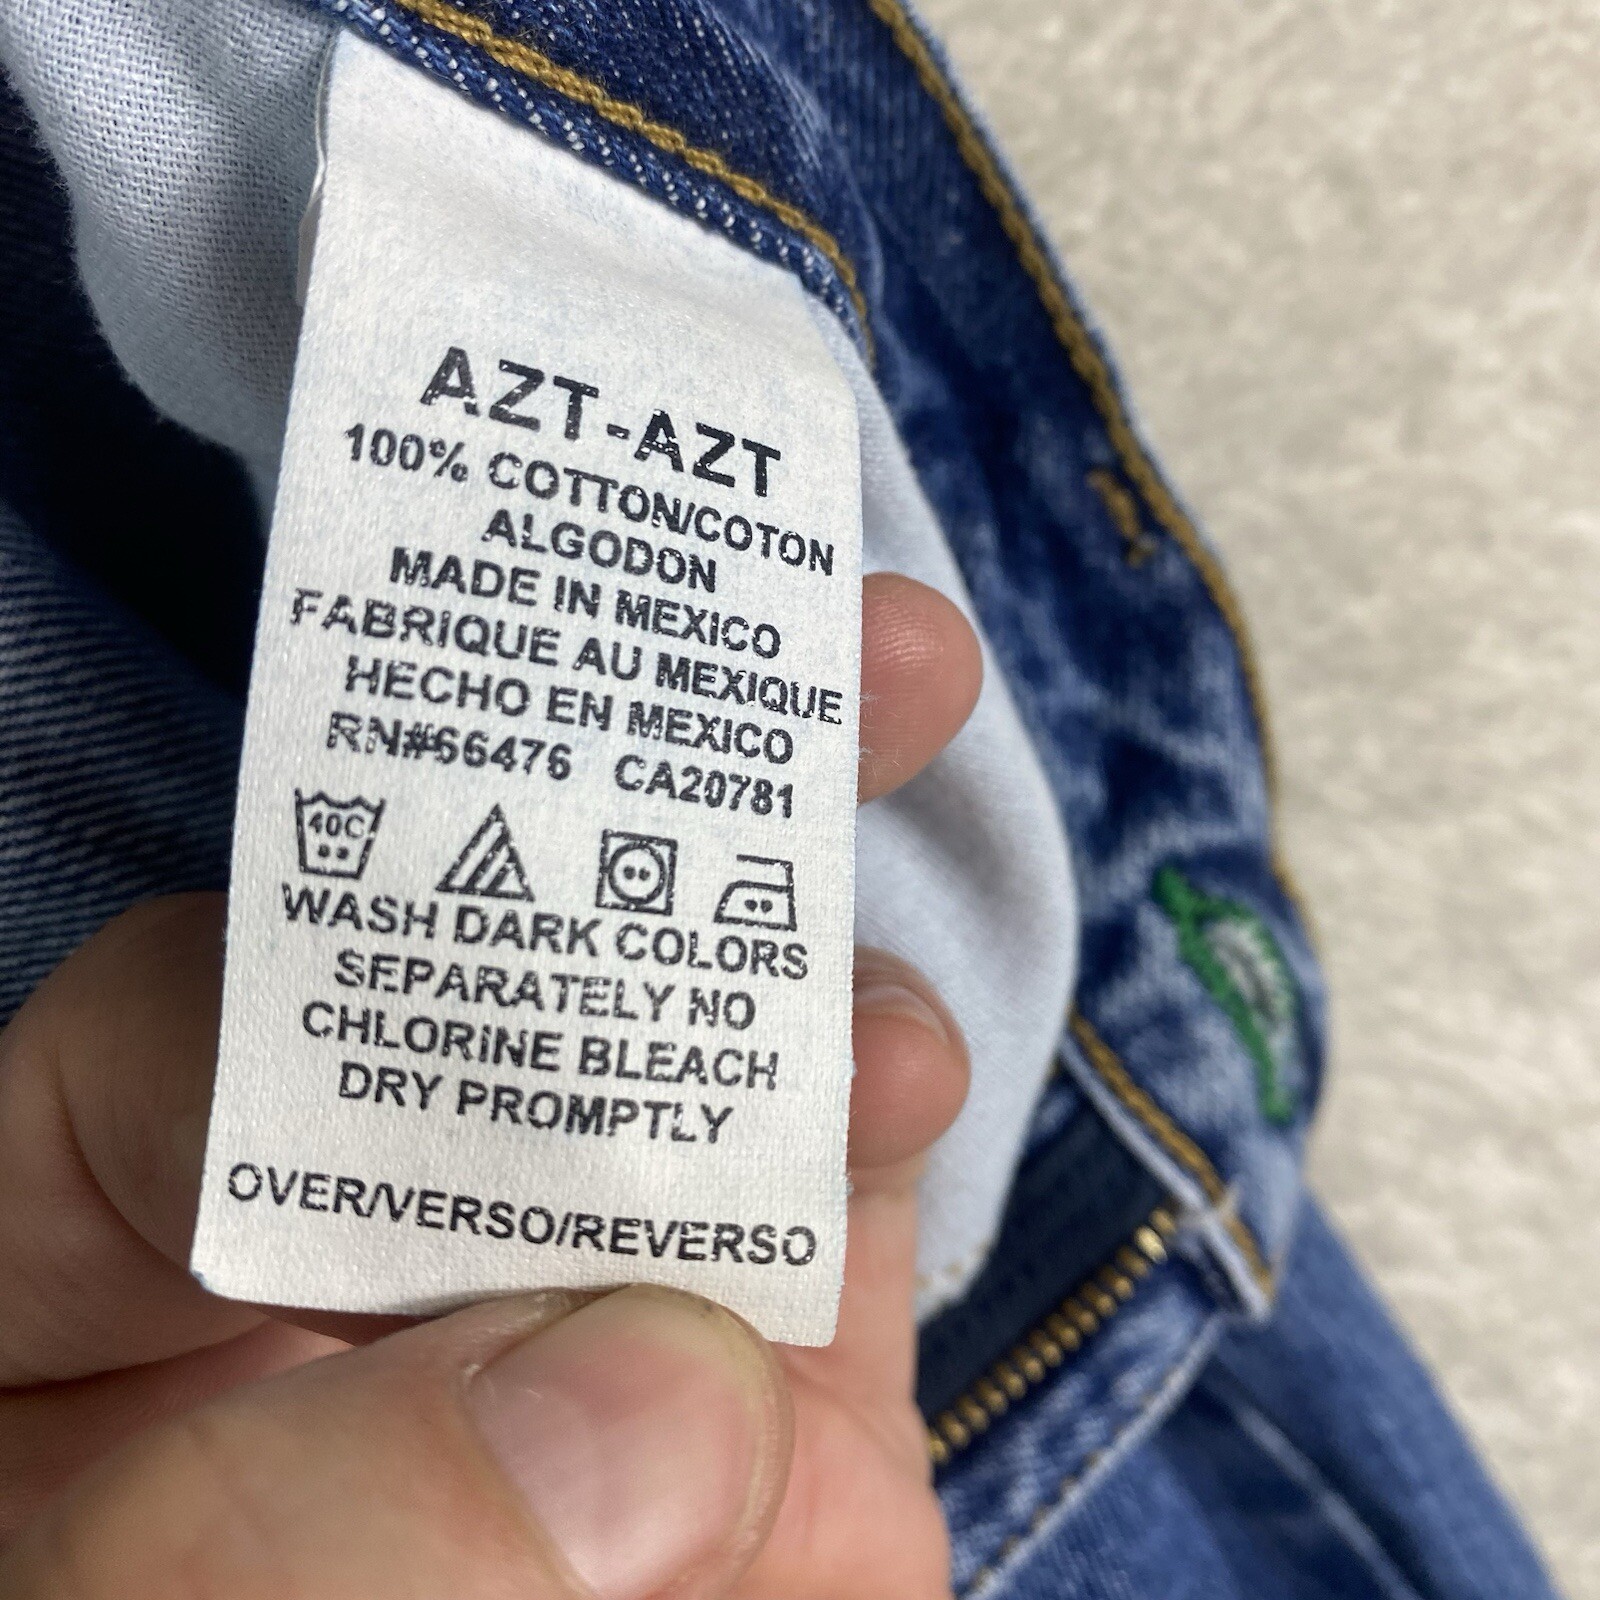 AZT-AZT
100% COTTON/COTON
ALGODON
MADE IN MEXICO
FABRIQUE AU MEXIQUE
HECHO EN MEXICO
RN#66476 CA20781
40C
WASH DARK COLORS
SEPARATELY NO
CHLORINE BLEACH
DRY PROMPTLY
OVER/VERSO/REVERSO